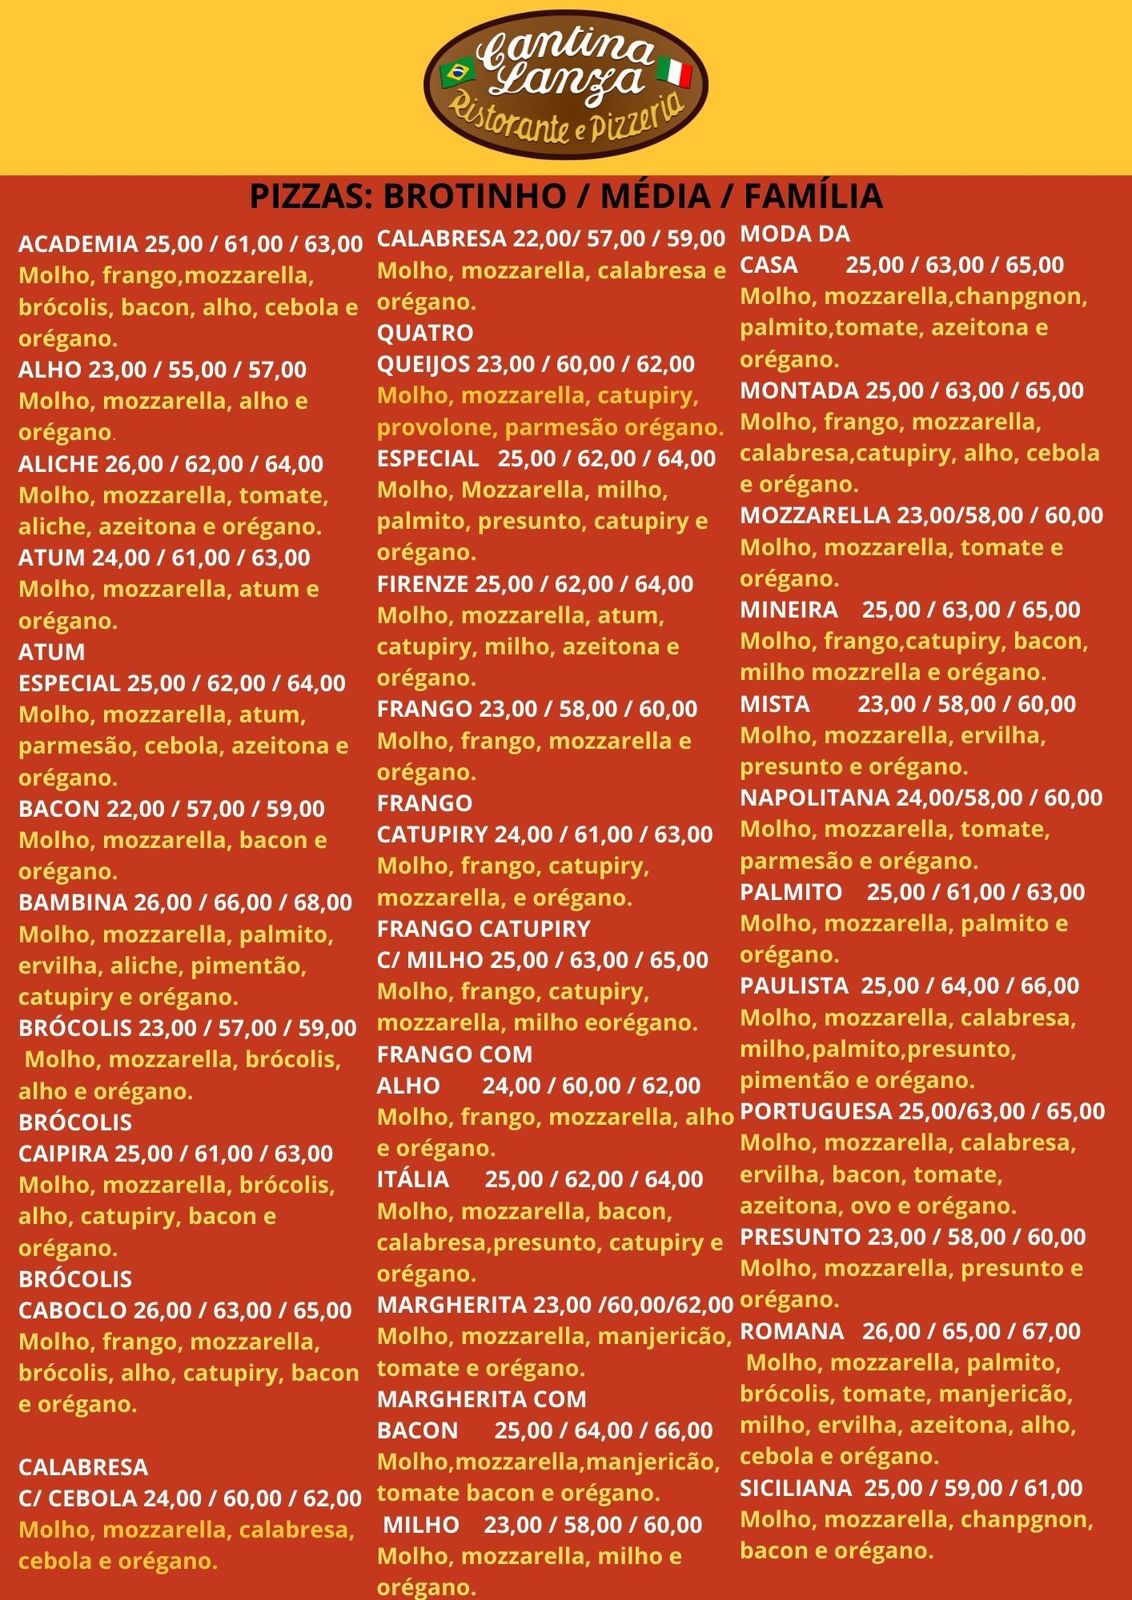 Cantina
Lanza
Ristorante e Pizzeria
PIZZAS: BROTINHO / MÉDIA / FAMÍLIA
ACADEMIA 25,00 / 61,00 / 63,00
Molho, frango,mozzarella,
brócolis, bacon, alho, cebola e
orégano.
ALHO 23,00 / 55,00 / 57,00
Molho, mozzarella, alho e
orégano.
ALICHE 26,00 / 62,00 / 64,00
Molho, mozzarella, tomate,
aliche, azeitona e orégano.
ATUM 24,00 / 61,00 / 63,00
Molho, mozzarella, atum e
orégano.
ATUM
ESPECIAL 25,00 / 62,00 / 64,00
Molho, mozzarella, atum,
parmesão, cebola, azeitona e
orégano.
BACON 22,00 / 57,00 / 59,00
Molho, mozzarella, bacon e
orégano.
BAMBINA 26,00 / 66,00 / 68,00
Molho, mozzarella, palmito,
ervilha, aliche, pimentão,
catupiry e orégano.
BRÓCOLIS 23,00 / 57,00 / 59,00
Molho, mozzarella, brócolis,
alho e orégano.
BRÓCOLIS
CAIPIRA 25,00 / 61,00 / 63,00
Molho, mozzarella, brócolis,
alho, catupiry, bacon e
orégano.
BRÓCOLIS
CABOCLO 26,00 / 63,00 / 65,00
Molho, frango, mozzarella,
brócolis, alho, catupiry, bacon
e orégano.
CALABRESA
C/ CEBOLA 24,00 / 60,00 / 62,00
Molho, mozzarella, calabresa,
cebola e orégano.
CALABRESA 22,00/ 57,00 / 59,00
Molho, mozzarella, calabresa e
orégano.
QUATRO
QUEIJOS 23,00 / 60,00 / 62,00
Molho, mozzarella, catupiry,
provolone, parmesão orégano.
ESPECIAL 25,00 / 62,00 / 64,00
Molho, Mozzarella, milho,
palmito, presunto, catupiry e
orégano.
FIRENZE 25,00 / 62,00 / 64,00
Molho, mozzarella, atum,
catupiry, milho, azeitona e
orégano.
FRANGO 23,00 / 58,00 / 60,00
Molho, frango, mozzarella e
orégano.
FRANGO
CATUPIRY 24,00 / 61,00 / 63,00
Molho, frango, catupiry,
mozzarella, e orégano.
FRANGO CATUPIRY
C/ MILHO 25,00 / 63,00 / 65,00
Molho, frango, catupiry,
mozzarella, milho eorégano.
FRANGO COM
ALHO 24,00 / 60,00 / 62,00
Molho, frango, mozzarella, alho
e orégano.
ITÁLIA 25,00 / 62,00 / 64,00
Molho, mozzarella, bacon,
calabresa,presunto, catupiry e
orégano.
MARGHERITA 23,00 /60,00/62,00
Molho, mozzarella, manjericão,
tomate e orégano.
MARGHERITA COM
BACON 25,00 / 64,00 / 66,00
Molho,mozzarella,manjericão,
tomate bacon e orégano.
MILHO 23,00 / 58,00 / 60,00
Molho, mozzarella, milho e
orégano.
MODA DA
CASA 25,00 / 63,00 / 65,00
Molho, mozzarella,chanpgnon,
palmito,tomate, azeitona e
orégano.
MONTADA 25,00 / 63,00 / 65,00
Molho, frango, mozzarella,
calabresa,catupiry, alho, cebola
e orégano.
MOZZARELLA 23,00/58,00 / 60,00
Molho, mozzarella, tomate e
orégano.
MINEIRA 25,00 / 63,00 / 65,00
Molho, frango,catupiry, bacon,
milho mozzrella e orégano.
MISTA 23,00 / 58,00 / 60,00
Molho, mozzarella, ervilha,
presunto e orégano.
NAPOLITANA 24,00/58,00 / 60,00
Molho, mozzarella, tomate,
parmesão e orégano.
PALMITO 25,00 / 61,00 / 63,00
Molho, mozzarella, palmito e
orégano.
PAULISTA 25,00 / 64,00 / 66,00
Molho, mozzarella, calabresa,
milho,palmito,presunto,
pimentão e orégano.
PORTUGUESA 25,00/63,00 / 65,00
Molho, mozzarella, calabresa,
ervilha, bacon, tomate,
azeitona, ovo e orégano.
PRESUNTO 23,00 / 58,00 / 60,00
Molho, mozzarella, presunto e
orégano.
ROMANA 26,00 / 65,00 / 67,00
Molho, mozzarella, palmito,
brócolis, tomate, manjericão,
milho, ervilha, azeitona, alho,
cebola e orégano.
SICILIANA 25,00 / 59,00 / 61,00
Molho, mozzarella, chanpgnon,
bacon e orégano.